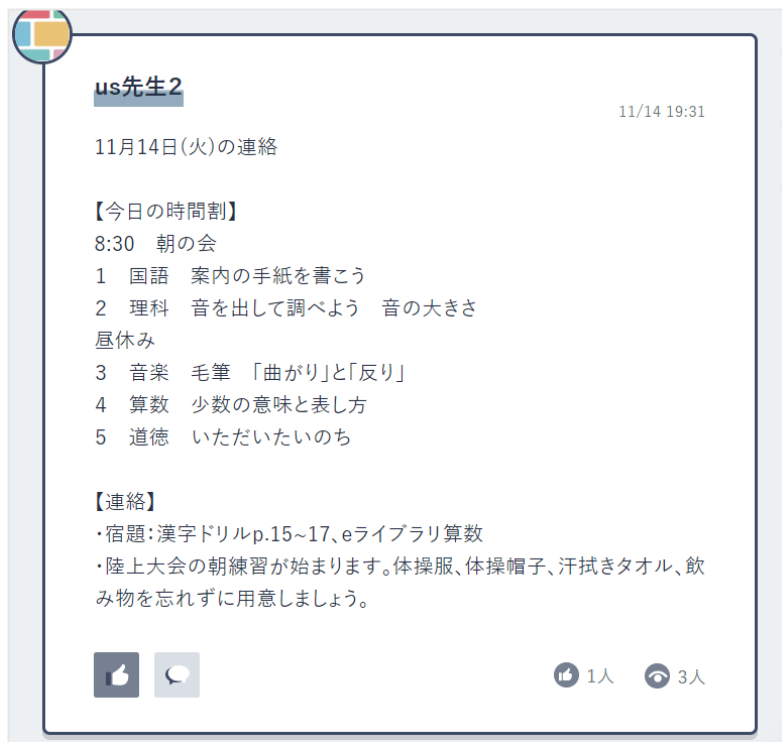 us先生2
11/14 19:31
11月14日(火)の連絡
【今日の時間割】
8:30　朝の会
1　国語　案内の手紙を書こう
2　理科　音を出して調べよう　音の大きさ
昼休み
3　音楽　毛筆　「曲がり」と「反り」
4　算数　少数の意味と表し方
5　道徳　いただいたいのち
【連絡】
・宿題：漢字ドリルp.15~17、eライブラリ算数
・陸上大会の朝練習が始まります。体操服、体操帽子、汗拭きタオル、飲
み物を忘れずに用意しましょう。
1人
3人